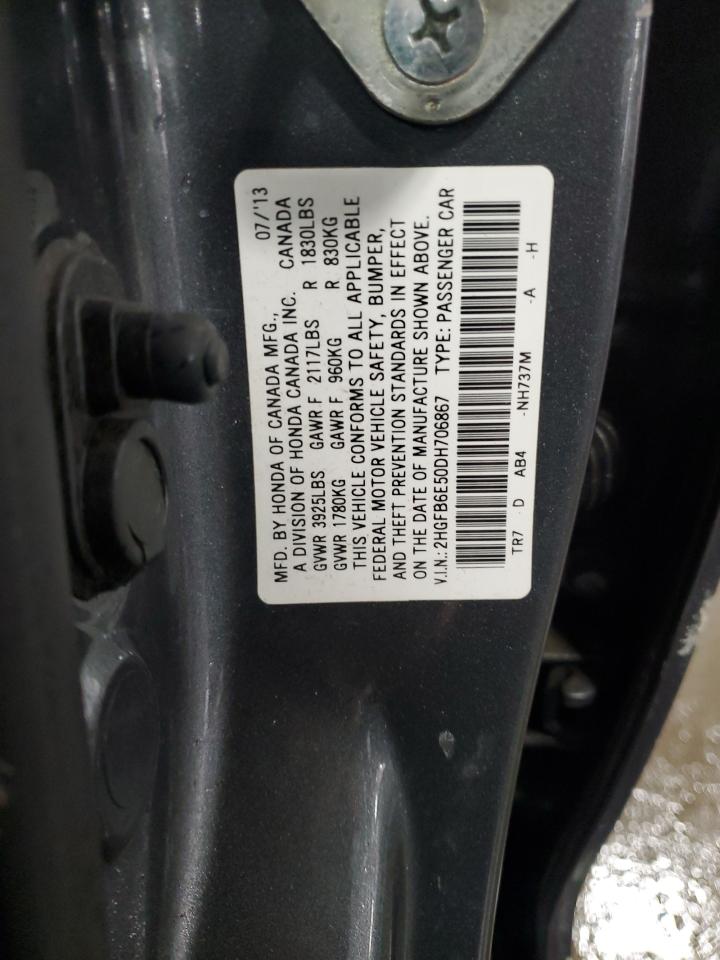 MFD. BY HONDA OF CANADA MFG., 07/'13
A DIVISION OF HONDA CANADA INC. CANADA
GVWR 3925LBS GAWR F 2117LBS R 1830LBS
GVWR 1780KG GAWR F 960KG R 830KG
THIS VEHICLE CONFORMS TO ALL APPLICABLE
FEDERAL MOTOR VEHICLE SAFETY, BUMPER,
AND THEFT PREVENTION STANDARDS IN EFFECT
ON THE DATE OF MANUFACTURE SHOWN ABOVE.
V.I.N.: 2HGFB6E50DH706867 TYPE: PASSENGER CAR
TR7 D AB4 -NH737M -A -H